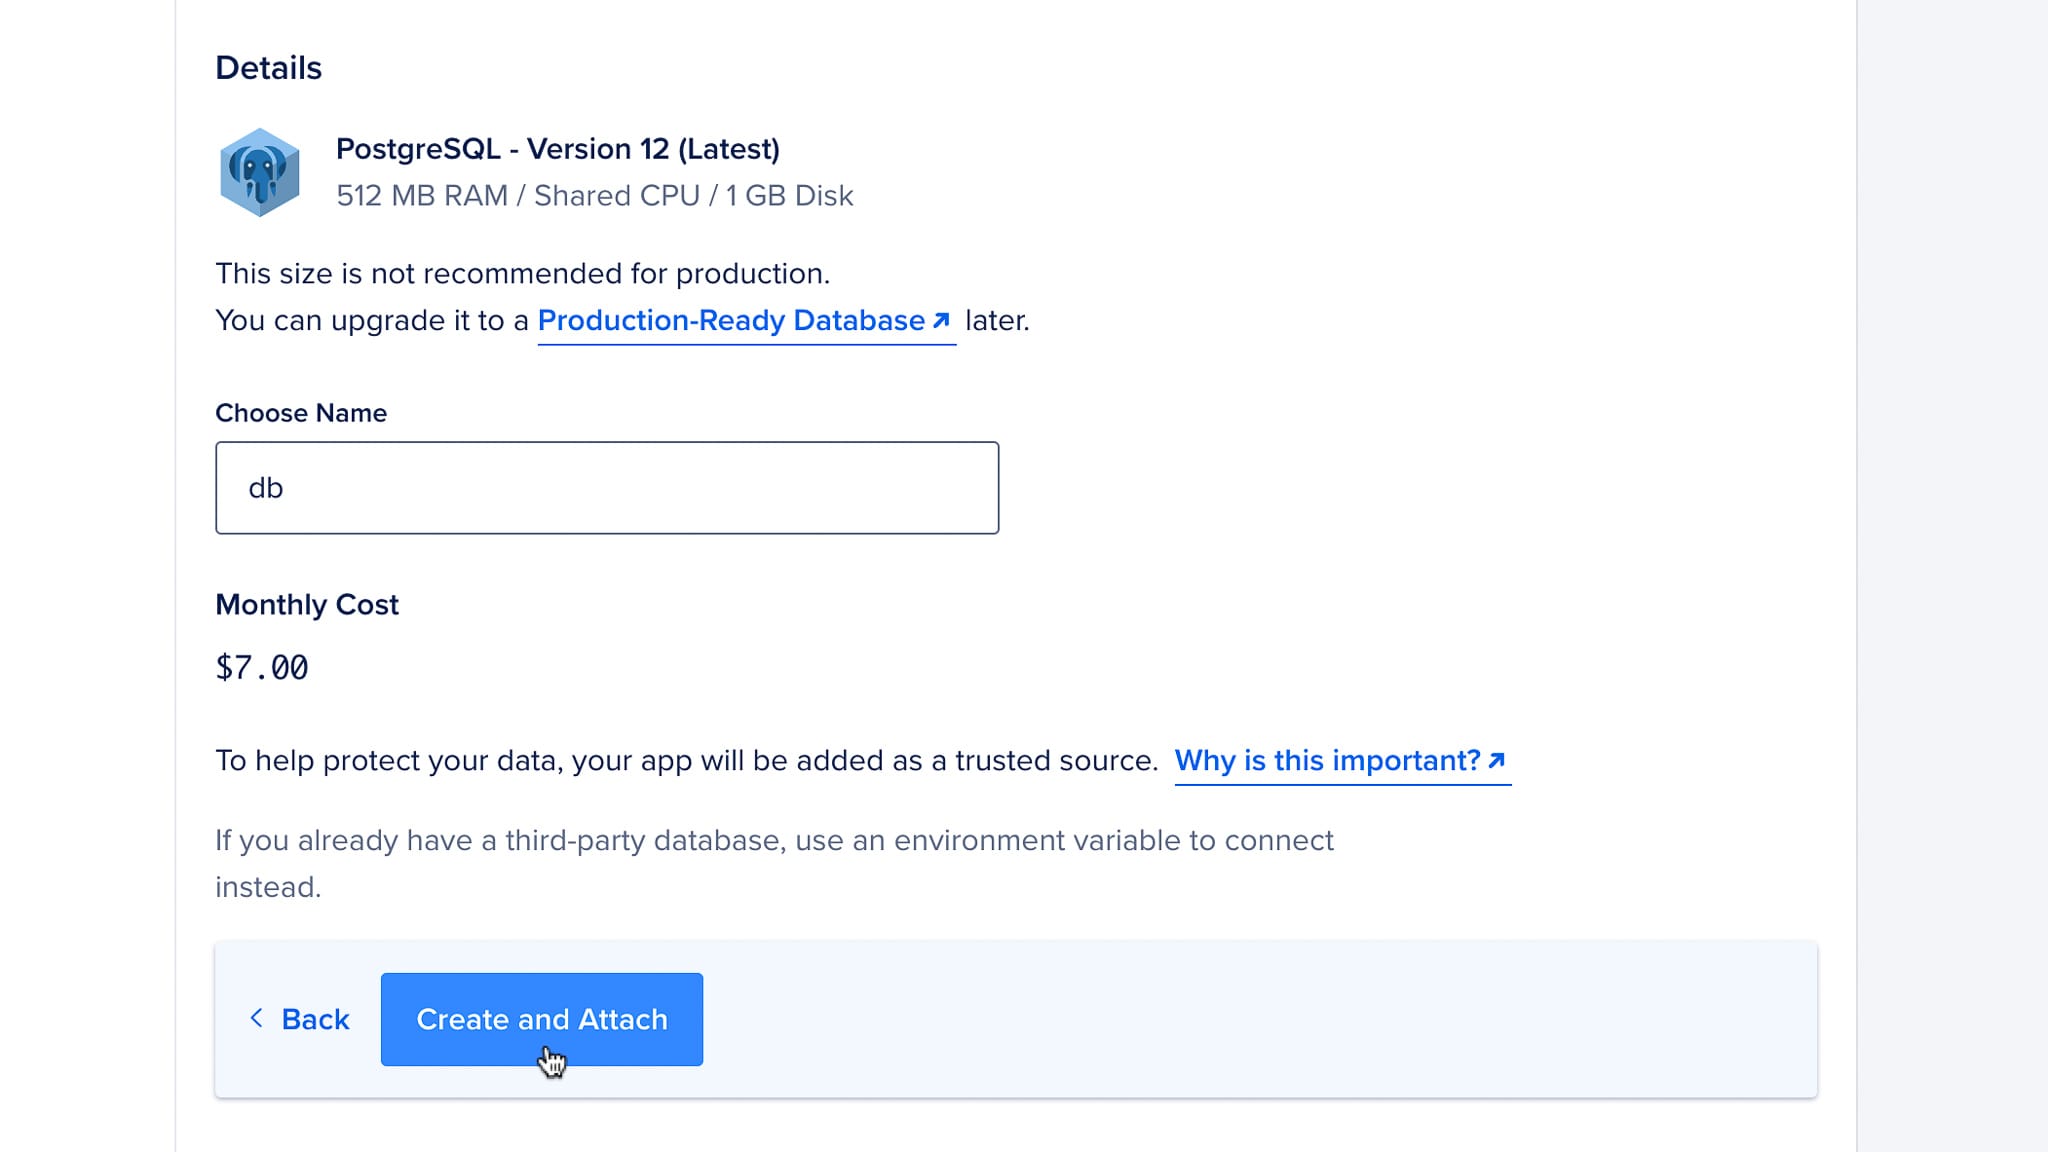 Details
PostgreSQL - Version 12 (Latest)
512 MB RAM / Shared CPU / 1 GB Disk
This size is not recommended for production.
You can upgrade it to a Production-Ready Database later.
Choose Name
db
Monthly Cost
$7.00
To help protect your data, your app will be added as a trusted source. Why is this important?
If you already have a third-party database, use an environment variable to connect
instead.
Back
Create and Attach